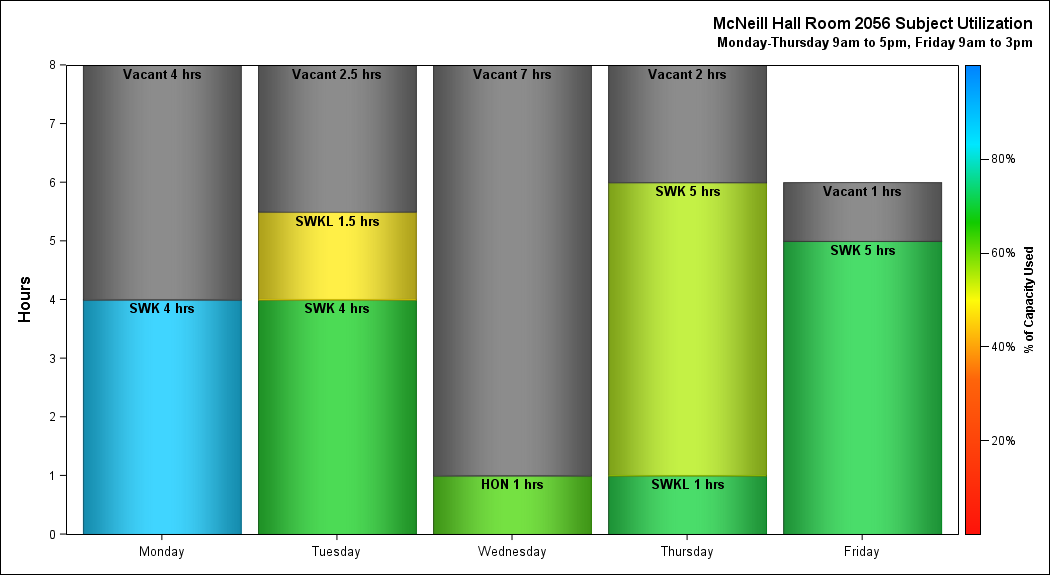 McNeill Hall Room 2056 Subject Utilization
Monday-Thursday 9am to 5pm, Friday 9am to 3pm
8
7
6
5
4
3
2
1
0
Hours
Vacant 4 hrs
SWK 4 hrs
Vacant 2.5 hrs
SWKL 1.5 hrs
SWK 4 hrs
Vacant 7 hrs
HON 1 hrs
Vacant 2 hrs
SWK 5 hrs
SWKL 1 hrs
Vacant 1 hrs
SWK 5 hrs
Monday
Tuesday
Wednesday
Thursday
Friday
80%
60%
40%
20%
% of Capacity Used